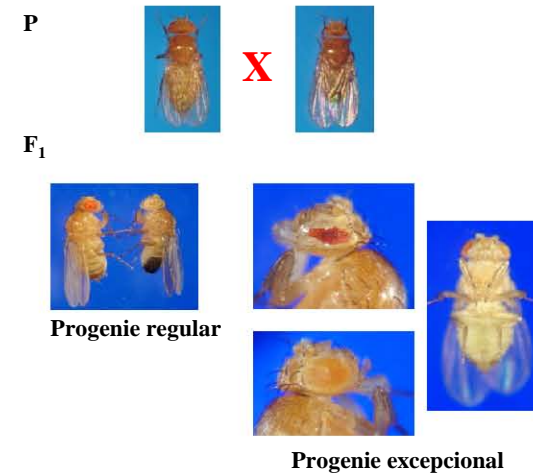 P
X
F₁
Progenie regular
Progenie excepcional